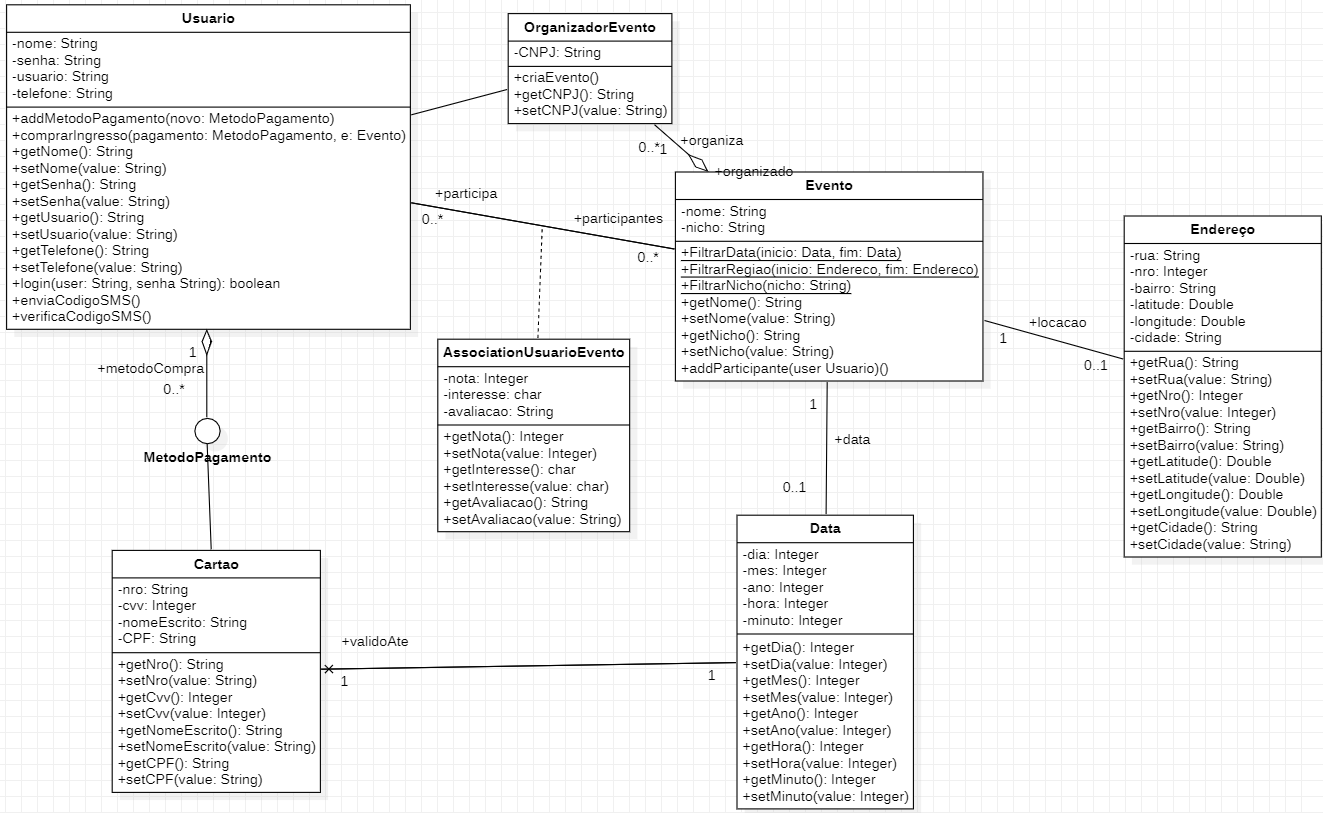 Usuario
-nome: String
-senha: String
-usuario: String
-telefone: String
+addMetodoPagamento(novo: MetodoPagamento)
+comprarIngresso(pagamento: MetodoPagamento, e: Evento)
+getNome(): String
+setNome(value: String)
+getSenha(): String
+setSenha(value: String)
+getUsuario(): String
+setUsuario(value: String)
+getTelefone(): String
+setTelefone(value: String)
+login(user: String, senha String): boolean
+enviaCodigoSMS()
+verificaCodigoSMS()
OrganizadorEvento
-CNPJ: String
+criaEvento()
+getCNPJ(): String
+setCNPJ(value: String)
+organiza
0..*
1
+organizado
+participa
0..*
+participantes
0..*
Evento
-nome: String
-nicho: String
+FiltrarData(inicio: Data, fim: Data)
+FiltrarRegiao(inicio: Endereco, fim: Endereco)
+FiltrarNicho(nicho: String)
+getNome(): String
+setNome(value: String)
+getNicho(): String
+setNicho(value: String)
+addParticipante(user Usuario)()
+locacao
1
0..1
Endereço
-rua: String
-nro: Integer
-bairro: String
-latitude: Double
-longitude: Double
-cidade: String
+getRua(): String
+setRua(value: String)
+getNro(): Integer
+setNro(value: Integer)
+getBairro(): String
+setBairro(value: String)
+getLatitude(): Double
+setLatitude(value: Double)
+getLongitude(): Double
+setLongitude(value: Double)
+getCidade(): String
+setCidade(value: String)
AssociationUsuarioEvento
-nota: Integer
-interesse: char
-avaliacao: String
+getNota(): Integer
+setNota(value: Integer)
+getInteresse(): char
+setInteresse(value: char)
+getAvaliacao(): String
+setAvaliacao(value: String)
1
+metodoCompra
0..*
MetodoPagamento
1
+data
0..1
Cartao
-nro: String
-cvv: Integer
-nomeEscrito: String
-CPF: String
+getNro(): String
+setNro(value: String)
+getCvv(): Integer
+setCvv(value: Integer)
+getNomeEscrito(): String
+setNomeEscrito(value: String)
+getCPF(): String
+setCPF(value: String)
+validoAte
1
1
Data
-dia: Integer
-mes: Integer
-ano: Integer
-hora: Integer
-minuto: Integer
+getDia(): Integer
+setDia(value: Integer)
+getMes(): Integer
+setMes(value: Integer)
+getAno(): Integer
+setAno(value: Integer)
+getHora(): Integer
+setHora(value: Integer)
+getMinuto(): Integer
+setMinuto(value: Integer)